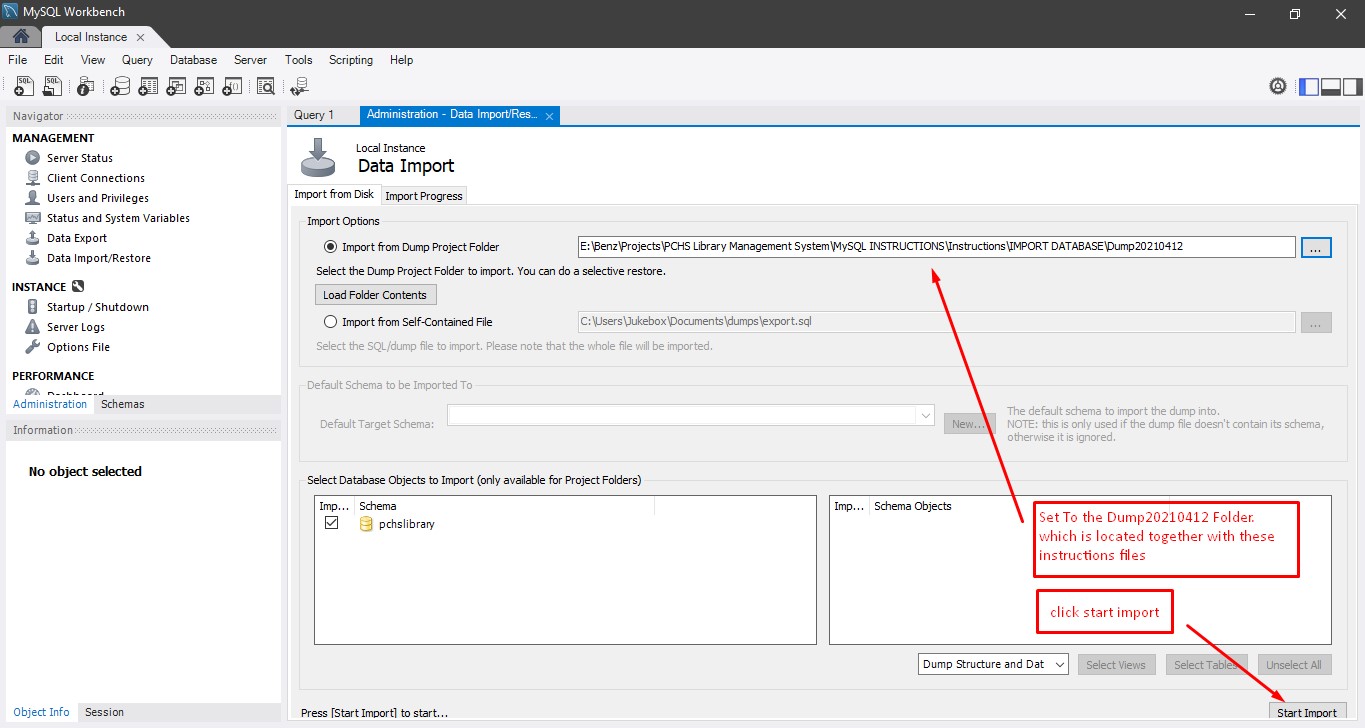 MySQL Workbench
Local Instance
File Edit View Query Database Server Tools Scripting Help
Navigator
MANAGEMENT
Server Status
Client Connections
Users and Privileges
Status and System Variables
Data Export
Data Import/Restore
INSTANCE
Startup / Shutdown
Server Logs
Options File
PERFORMANCE
Dashboard
Administration Schemas
Information
No object selected
Object Info Session
Query 1 Administration - Data Import/Res...
Local Instance
Data Import
Import from Disk Import Progress
Import Options
Import from Dump Project Folder E:\Benz\Projects\PCHS Library Management System\MySQL INSTRUCTIONS\Instructions\IMPORT DATABASE\Dump20210412 ...
Select the Dump Project Folder to import. You can do a selective restore.
Load Folder Contents
Import from Self-Contained File C:\Users\Jukebox\Documents\dumps\export.sql ...
Select the SQL/dump file to import. Please note that the whole file will be imported.
Default Schema to be Imported To
Default Target Schema: New...
The default schema to import the dump into.
NOTE: this is only used if the dump file doesn't contain its schema,
otherwise it is ignored.
Select Database Objects to Import (only available for Project Folders)
Imp... Schema
pchslibrary
Imp... Schema Objects
Set To the Dump20210412 Folder.
which is located together with these
instructions files
click start import
Dump Structure and Dat Select Views Select Tables Unselect All
Press [Start Import] to start... Start Import